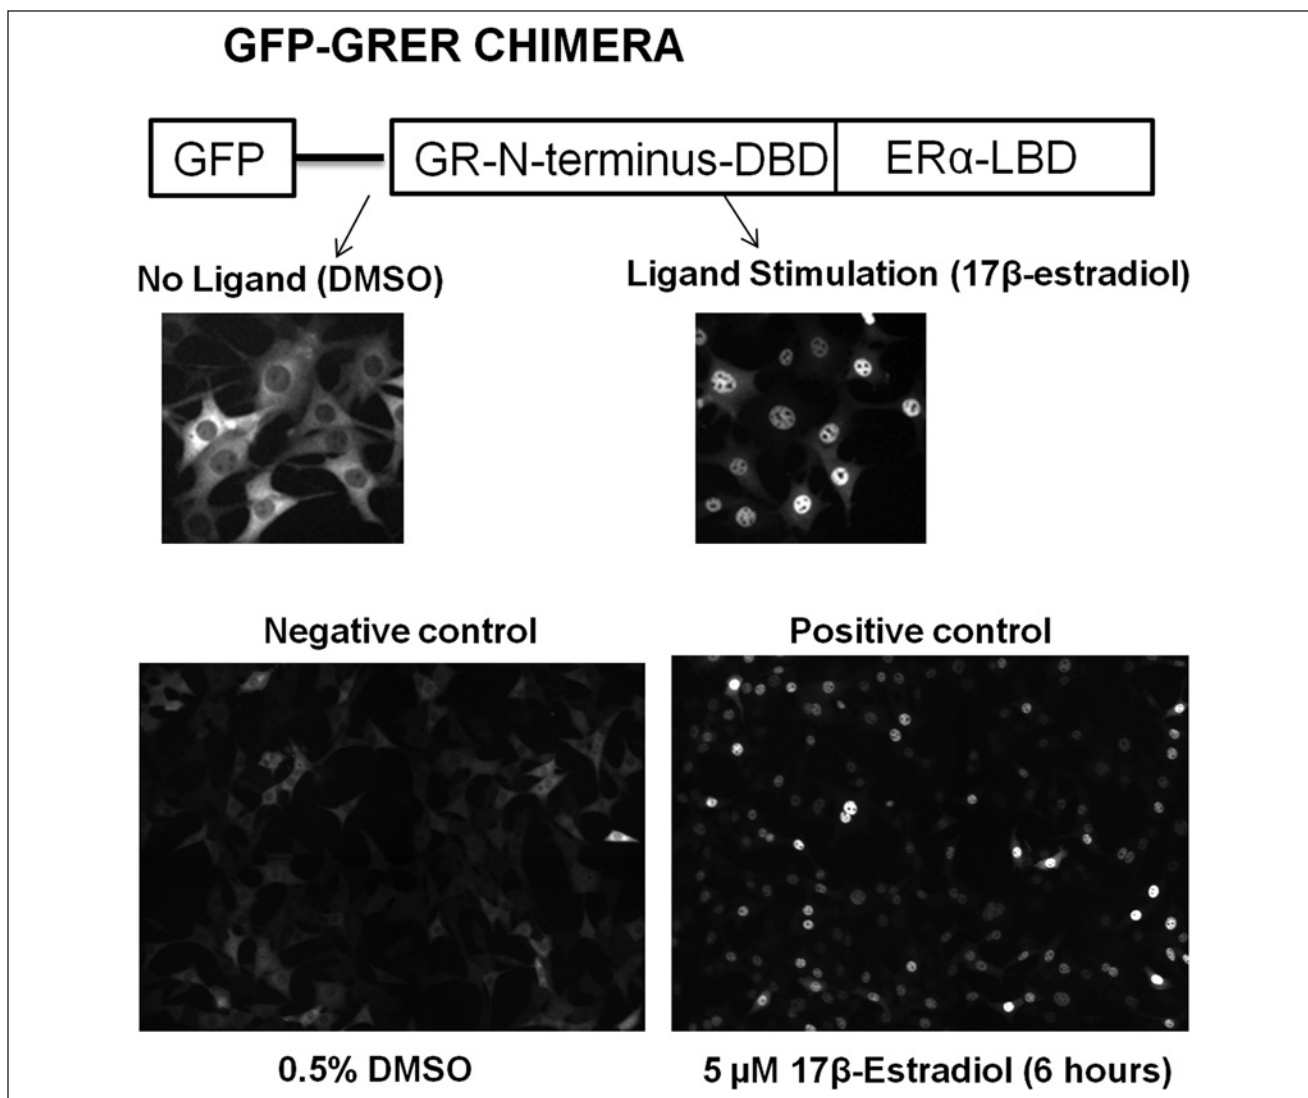 GFP-GRER CHIMERA
GFP
GR-N-terminus-DBD
ERα-LBD
No Ligand (DMSO)
Ligand Stimulation (17β-estradiol)
Negative control
Positive control
0.5% DMSO
5 µM 17β-Estradiol (6 hours)